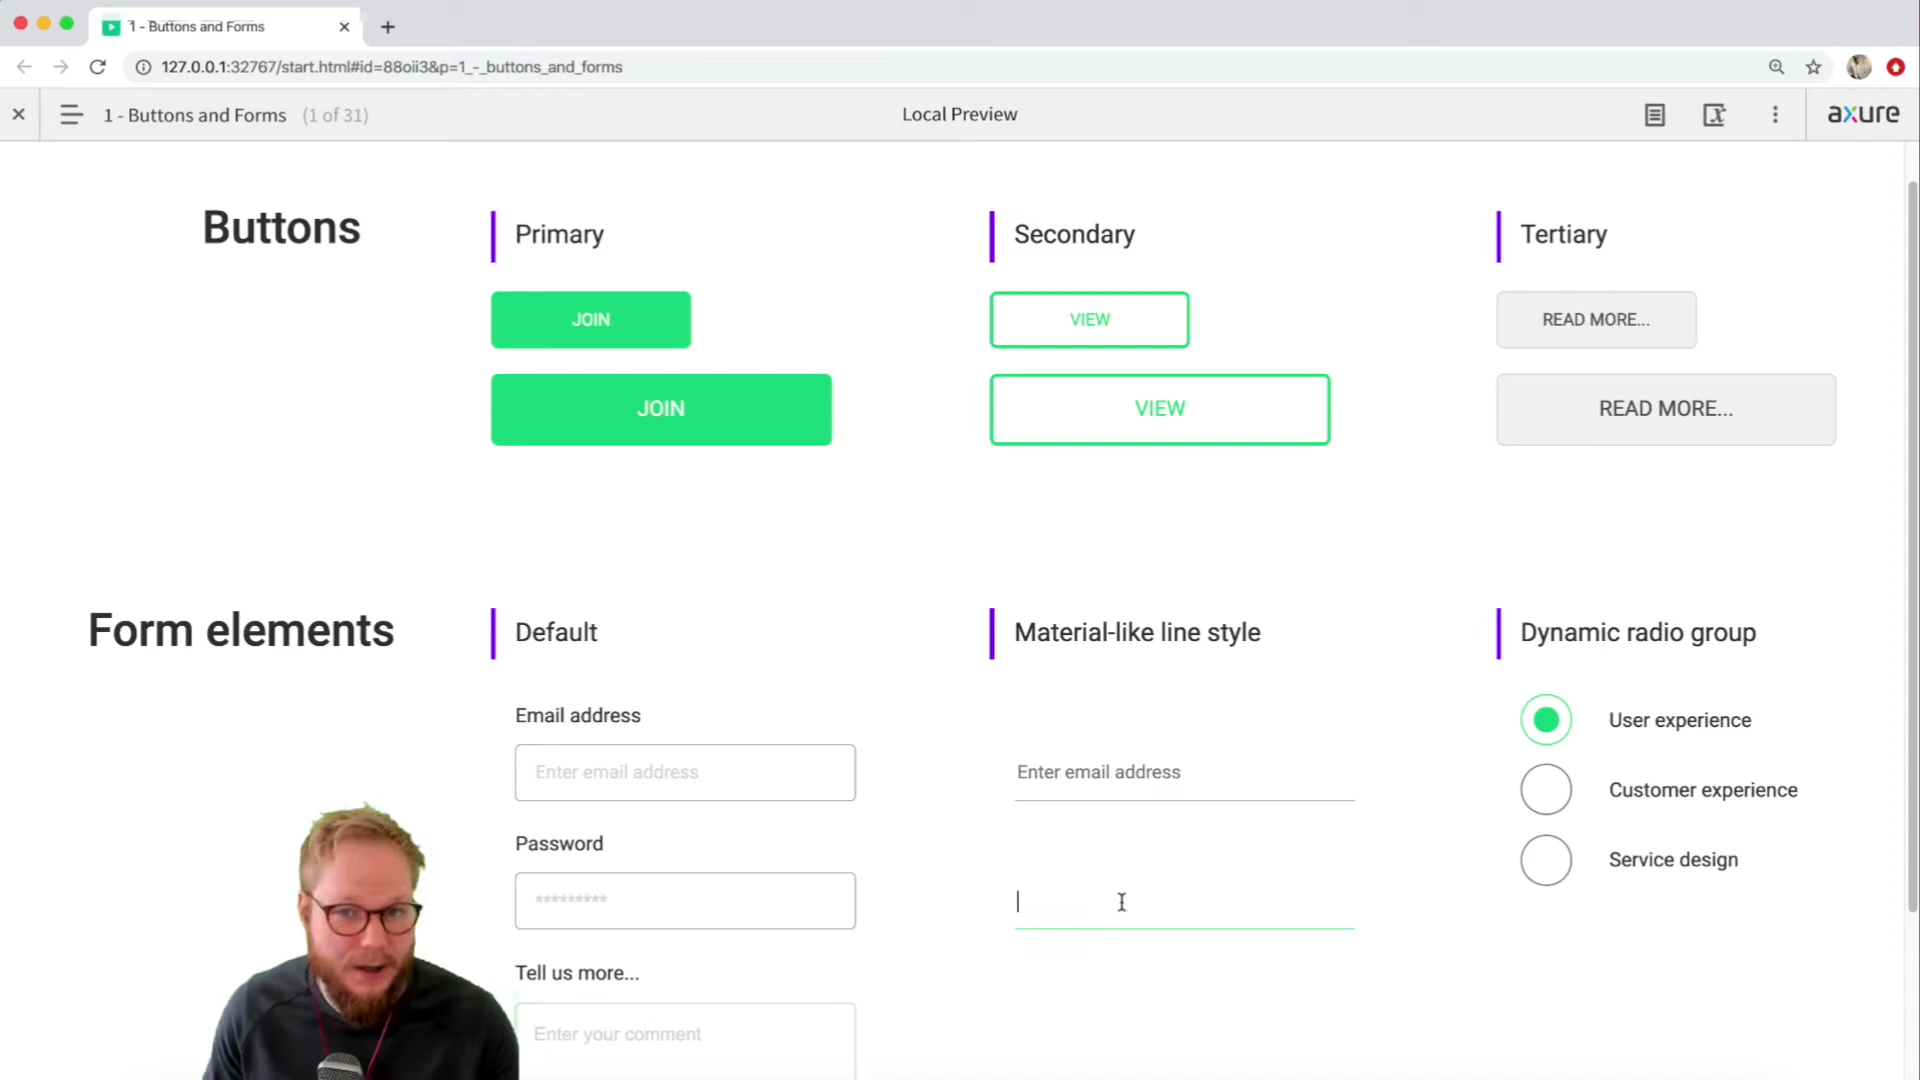 1 - Buttons and Forms
127.0.0.1:32767/start.html#id=88oii3&p=1_-_buttons_and_forms
1 - Buttons and Forms (1 of 31)
Local Preview
axure
Buttons
Primary
Secondary
Tertiary
JOIN
VIEW
READ MORE...
JOIN
VIEW
READ MORE...
Form elements
Default
Material-like line style
Dynamic radio group
Email address
User experience
Enter email address
Enter email address
Customer experience
Password
Service design
*********
Tell us more...
Enter your comment